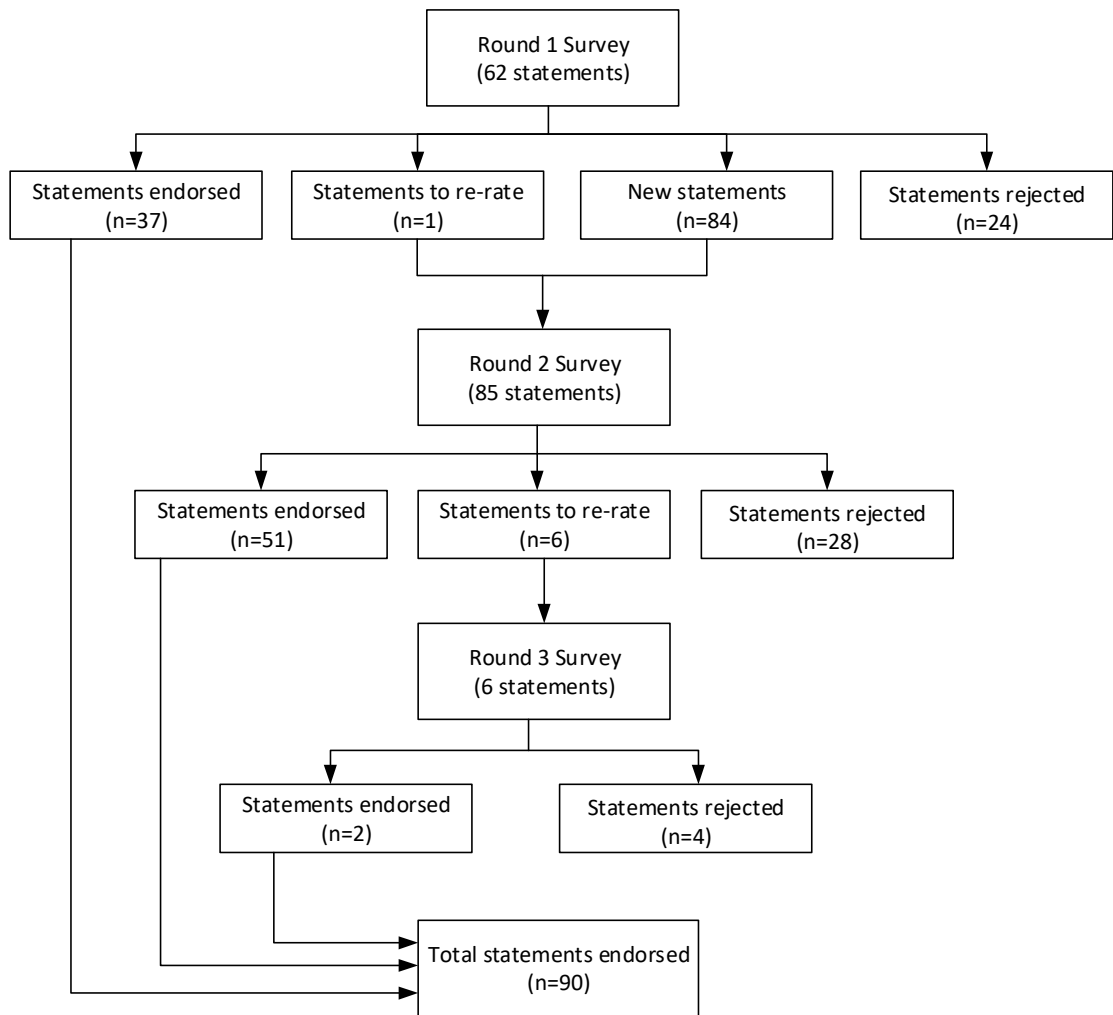 Round 1 Survey
(62 statements)
Statements endorsed
(n=37)
Statements to re-rate
(n=1)
New statements
(n=84)
Statements rejected
(n=24)
Round 2 Survey
(85 statements)
Statements endorsed
(n=51)
Statements to re-rate
(n=6)
Statements rejected
(n=28)
Round 3 Survey
(6 statements)
Statements endorsed
(n=2)
Statements rejected
(n=4)
Total statements endorsed
(n=90)